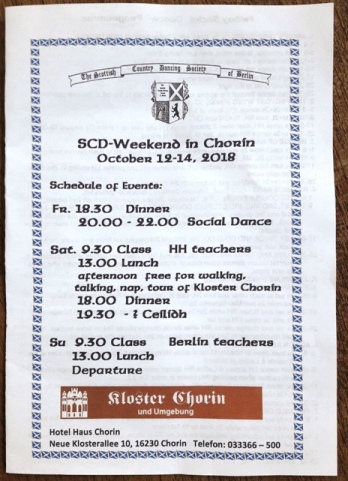 The Scottish Country Dancing Society of Berlin
SCD-Weekend in Chorin
October 12-14, 2018
Schedule of Events:
Fr. 18.30 Dinner
20.00 - 22.00 Social Dance
Sat. 9.30 Class HH teachers
13.00 Lunch
afternoon free for walking,
talking, nap, tour of Kloster Chorin
18.00 Dinner
19.30 - ? Ceilidh
Su 9.30 Class Berlin teachers
13.00 Lunch
Departure
Kloster Chorin
und Umgebung
Hotel Haus Chorin
Neue Klosterallee 10, 16230 Chorin Telefon: 033366 – 500